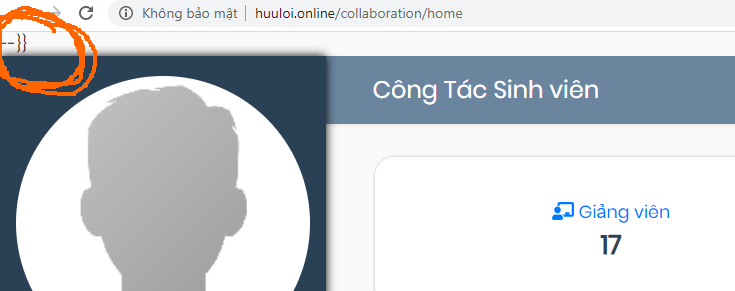 Không bảo mật | huuloi.online/collaboration/home
--}}
Công Tác Sinh viên
Giảng viên
17